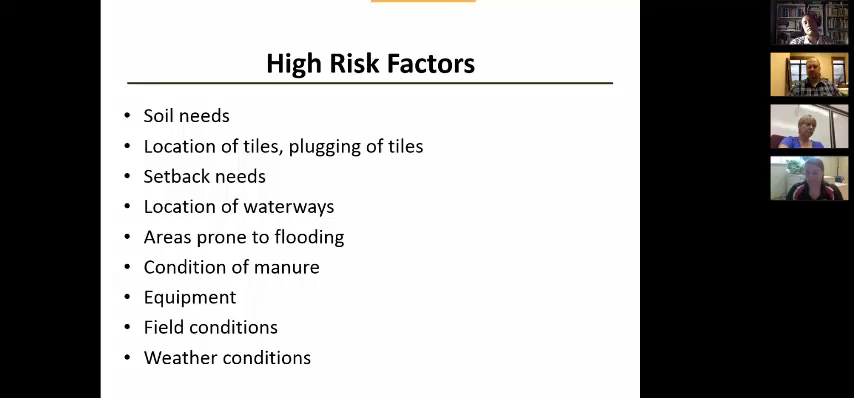 High Risk Factors
• Soil needs
• Location of tiles, plugging of tiles
• Setback needs
• Location of waterways
• Areas prone to flooding
• Condition of manure
• Equipment
• Field conditions
• Weather conditions